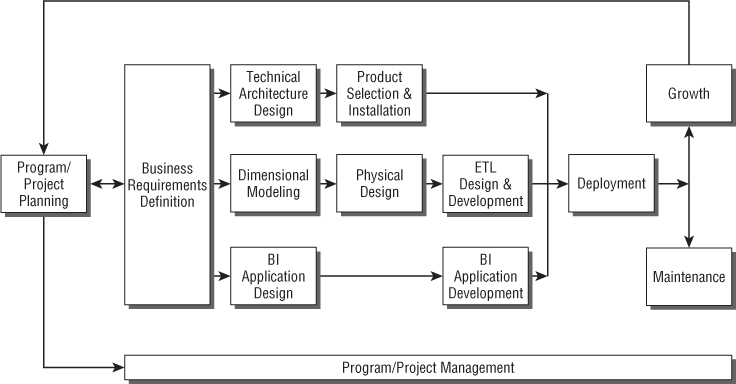 Program/
Project
Planning
Business
Requirements
Definition
Technical
Architecture
Design
Product
Selection &
Installation
Dimensional
Modeling
Physical
Design
ETL
Design &
Development
BI
Application
Design
BI
Application
Development
Deployment
Growth
Maintenance
Program/Project Management